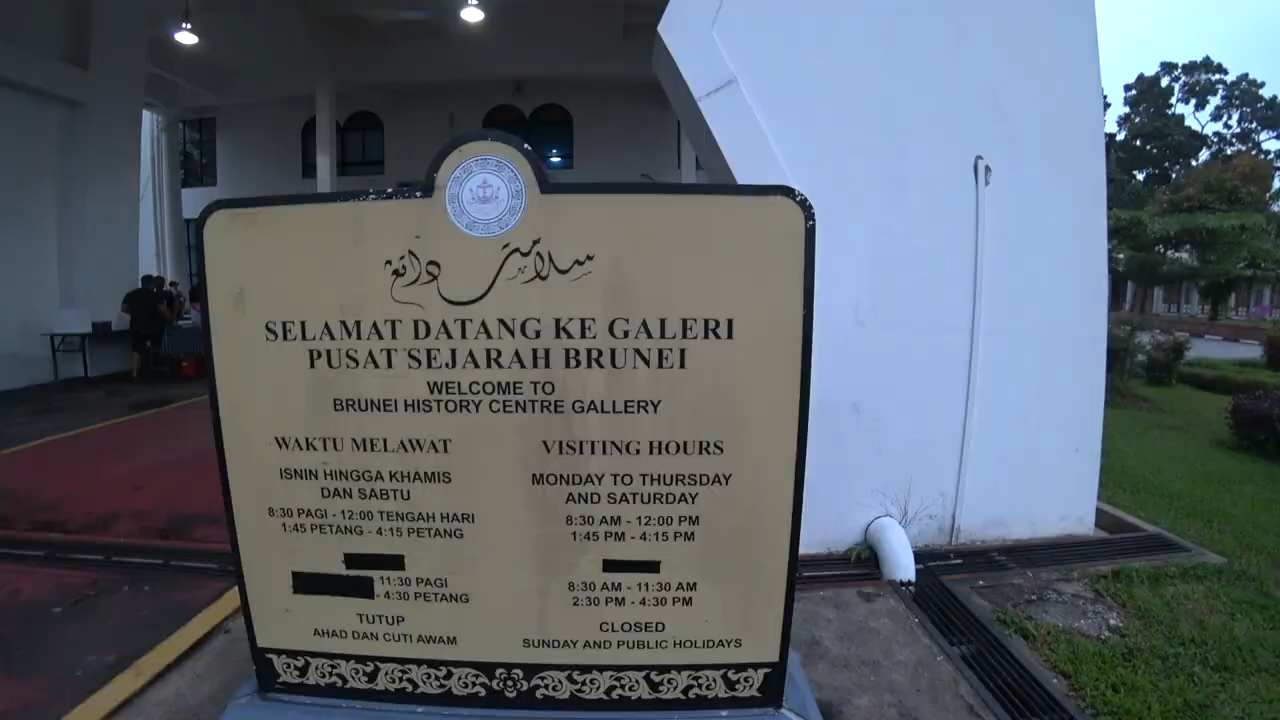 سلامت داتڠ
SELAMAT DATANG KE GALERI
PUSAT SEJARAH BRUNEI
WELCOME TO
BRUNEI HISTORY CENTRE GALLERY
WAKTU MELAWAT
ISNIN HINGGA KHAMIS
DAN SABTU
8:30 PAGI - 12:00 TENGAH HARI
1:45 PETANG - 4:15 PETANG
11:30 PAGI
- 4:30 PETANG
TUTUP
AHAD DAN CUTI AWAM
VISITING HOURS
MONDAY TO THURSDAY
AND SATURDAY
8:30 AM - 12:00 PM
1:45 PM - 4:15 PM
8:30 AM - 11:30 AM
2:30 PM - 4:30 PM
CLOSED
SUNDAY AND PUBLIC HOLIDAYS